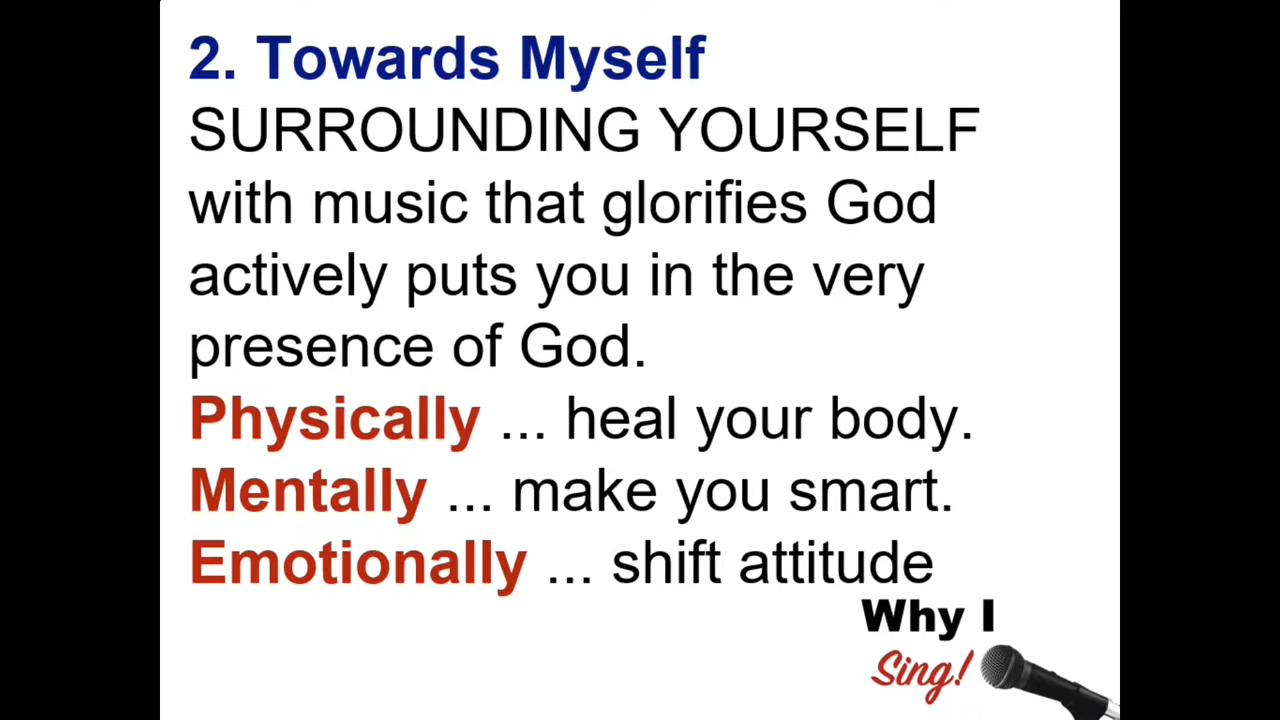 2. Towards Myself
SURROUNDING YOURSELF
with music that glorifies God
actively puts you in the very
presence of God.
Physically ... heal your body.
Mentally ... make you smart.
Emotionally ... shift attitude
Why I
Sing!